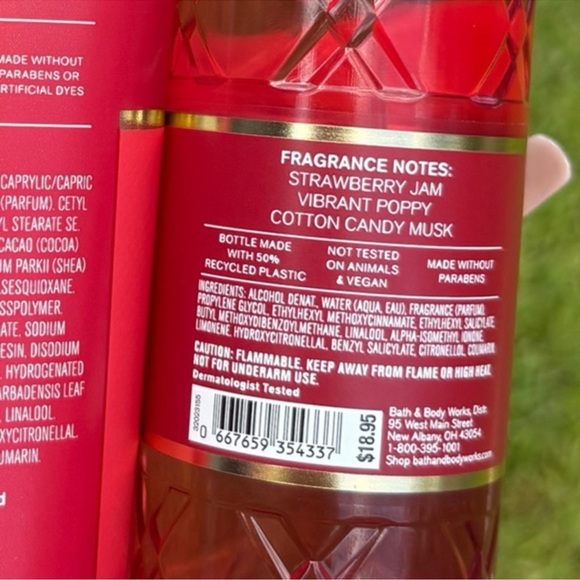 MADE WITHOUT
PARABENS OR
ARTIFICIAL DYES
CAPRYLIC/CAPRIC
(PARFUM). CETYL
STEARATE SE.
CACAO (COCOA)
PARKII (SHEA)
SESQUIOXANE.
SSPOLYMER.
ATE, SODIUM
ESIN, DISODIUM
HYDROGENATED
ARBADENSIS LEAF
LINALOOL.
XYCITRONELLAL.
UMARIN.
FRAGRANCE NOTES:
STRAWBERRY JAM
VIBRANT POPPY
COTTON CANDY MUSK
BOTTLE MADE
WITH 50%
RECYCLED PLASTIC
NOT TESTED
ON ANIMALS
& VEGAN
MADE WITHOUT
PARABENS
INGREDIENTS: ALCOHOL DENAT., WATER (AQUA, EAU), FRAGRANCE (PARFUM),
PROPYLENE GLYCOL, ETHYLHEXYL METHOXYCINNAMATE, ETHYLHEXYL SALICYLATE,
BUTYL METHOXYDIBENZOYLMETHANE, LINALOOL, ALPHA-ISOMETHYL IONONE,
LIMONENE, HYDROXYCITRONELLAL, BENZYL SALICYLATE, CITRONELLOL, COUMARIN.
CAUTION: FLAMMABLE. KEEP AWAY FROM FLAME OR HIGH HEAT.
NOT FOR UNDERARM USE.
Dermatologist Tested
0 667659 354337
$18.95
Bath & Body Works, Distr.
95 West Main Street
New Albany, OH 43054
1-800-395-1001
Shop bathandbodyworks.com